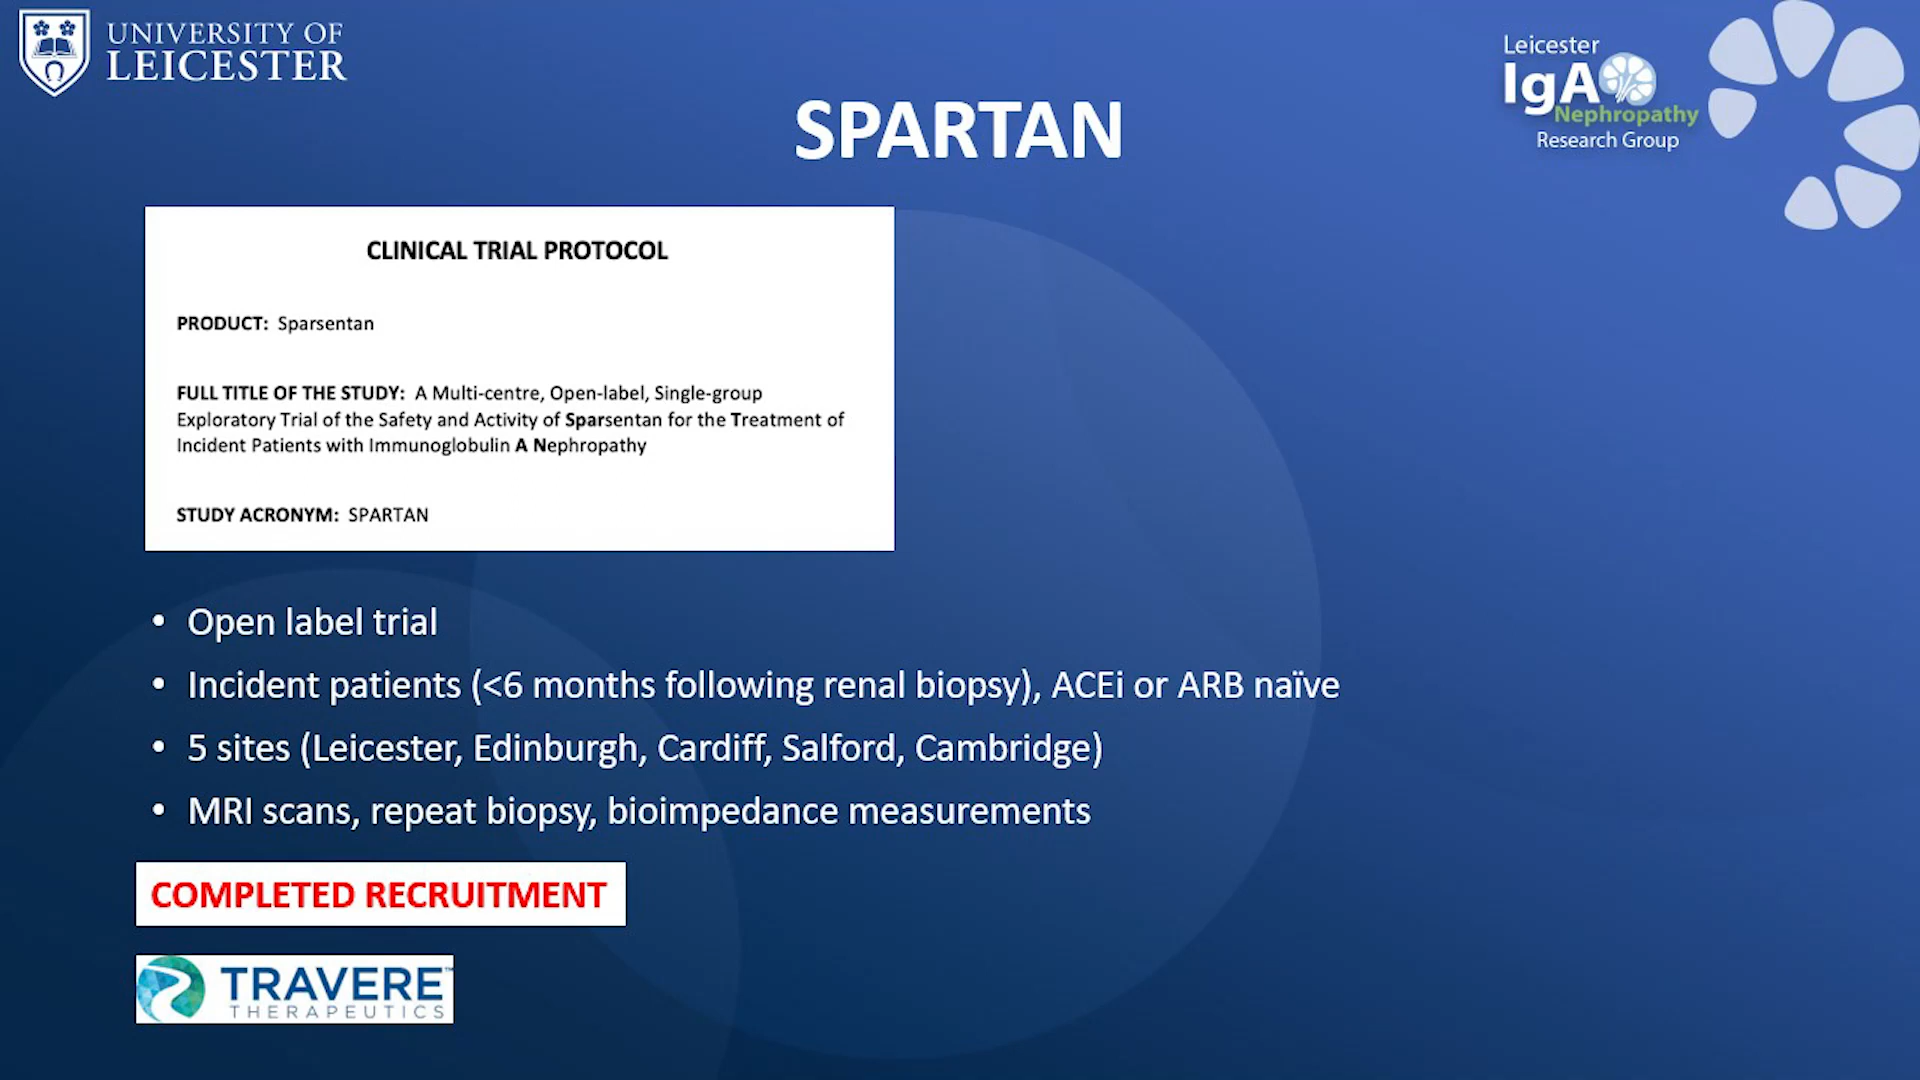 UNIVERSITY OF
LEICESTER
Leicester
IgA
Nephropathy
Research Group
SPARTAN
CLINICAL TRIAL PROTOCOL
PRODUCT: Sparsentan
FULL TITLE OF THE STUDY: A Multi-centre, Open-label, Single-group
Exploratory Trial of the Safety and Activity of Sparsentan for the Treatment of
Incident Patients with Immunoglobulin A Nephropathy
STUDY ACRONYM: SPARTAN
• Open label trial
• Incident patients (<6 months following renal biopsy), ACEi or ARB naïve
• 5 sites (Leicester, Edinburgh, Cardiff, Salford, Cambridge)
• MRI scans, repeat biopsy, bioimpedance measurements
COMPLETED RECRUITMENT
TRAVERE™
THERAPEUTICS